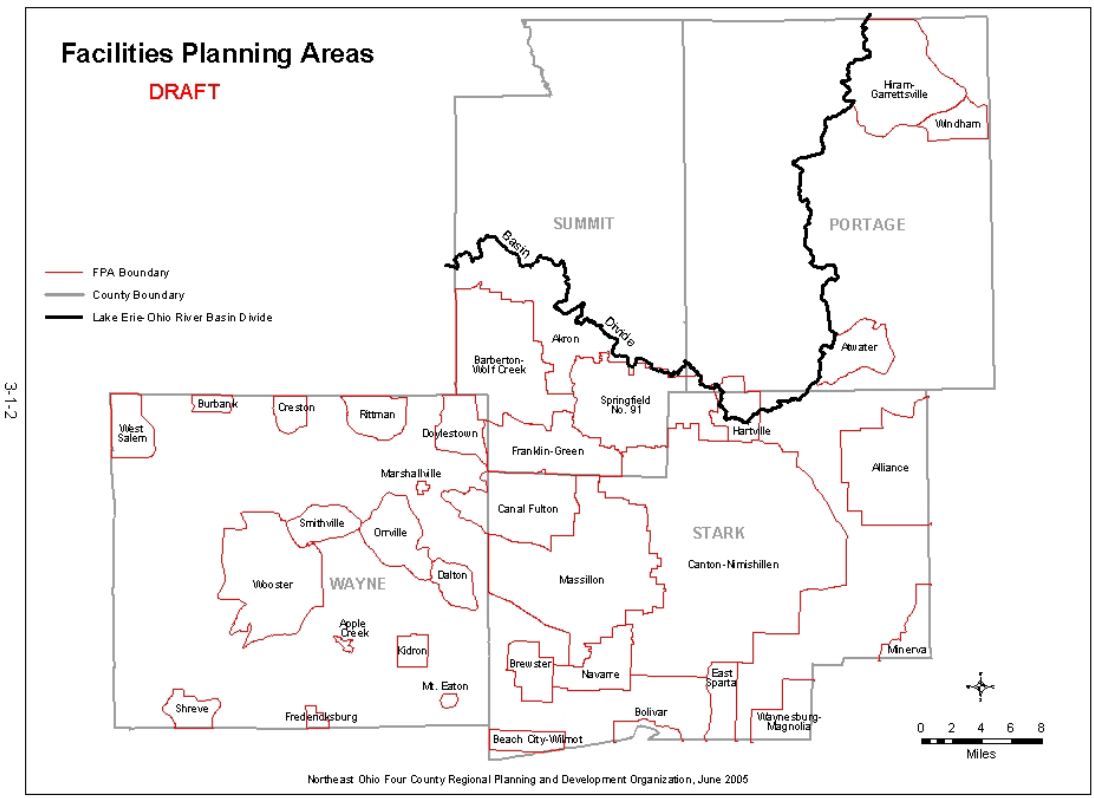 Facilities Planning Areas
DRAFT
FPA Boundary
County Boundary
Lake Erie-Ohio River Basin Divide
3-1-2
Hiram-
Garrettsville
Windham
SUMMIT
PORTAGE
Basin
Divide
Akron
Atwater
Barberton-
Wolf Creek
Springfield
No. 91
Hartville
Burbank
Creston
Rittman
West
Salem
Doylestown
Franklin-Green
Alliance
Marshallville
Canal Fulton
Smithville
Orrville
STARK
Canton-Nimishillen
Wooster
WAYNE
Dalton
Massillon
Apple
Creek
Kidron
Brewster
Navarre
East
Sparta
Minerva
Mt. Eaton
Shreve
Fredericksburg
Bolivar
Waynesburg-
Magnolia
Beach City-Wilmot
0 2 4 6 8
Miles
Northeast Ohio Four County Regional Planning and Development Organization, June 2005